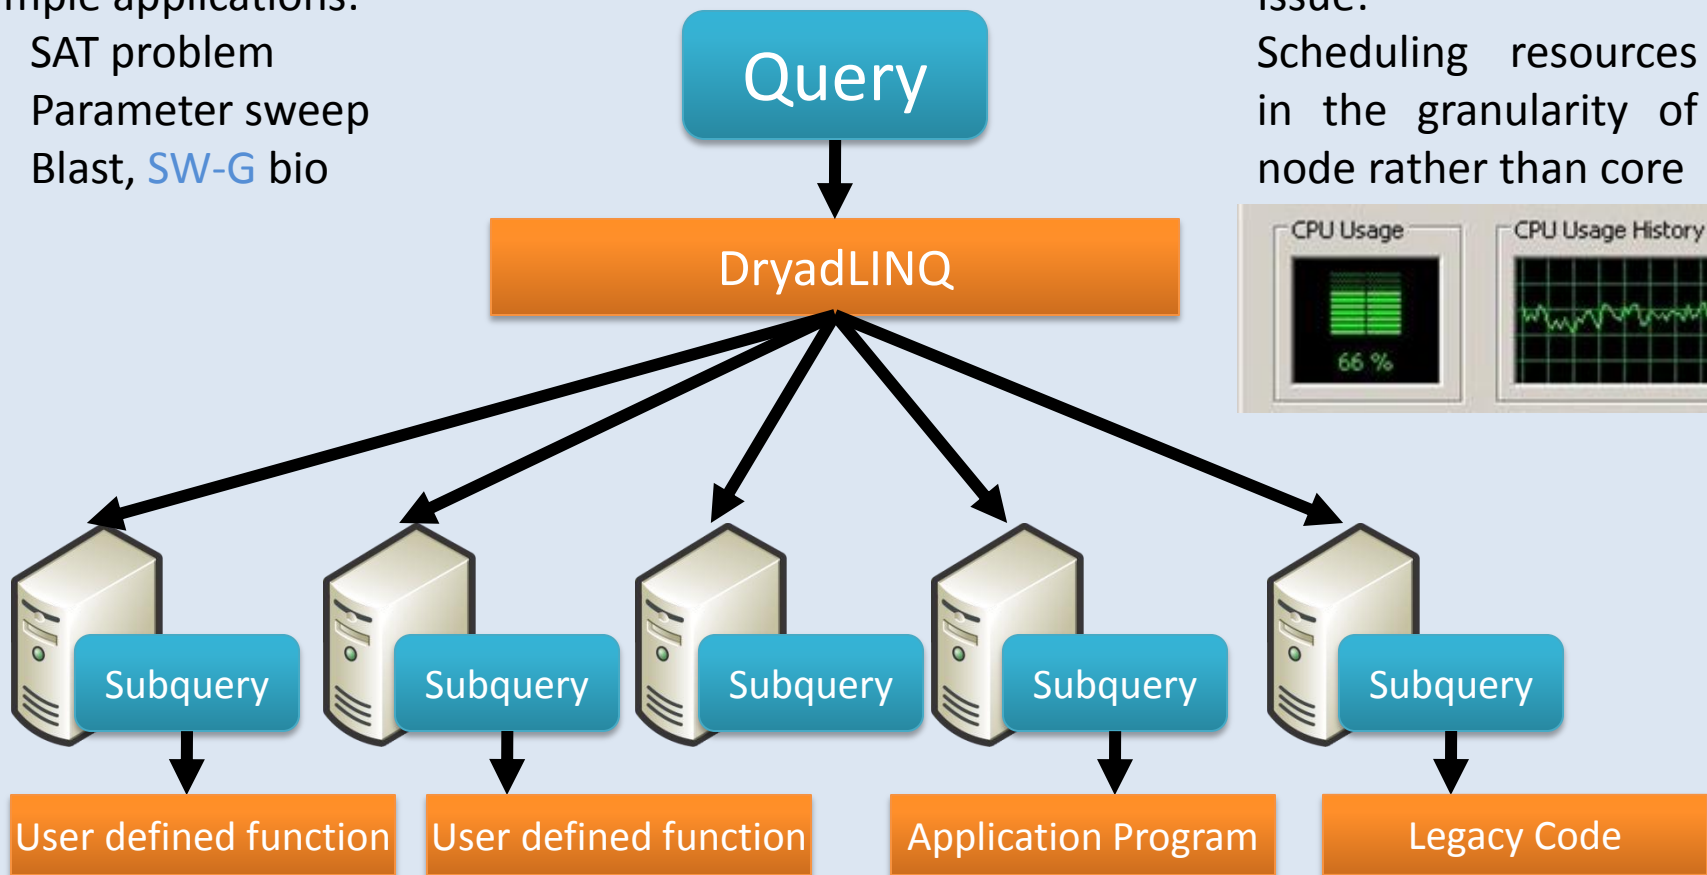 applications:
SAT problem
Parameter sweep
Blast, SW-G bio
Query
Issue:
Scheduling resources
in the granularity of
node rather than core
CPU Usage
CPU Usage History
66 %
DryadLINQ
Subquery
Subquery
Subquery
Subquery
Subquery
User defined function
User defined function
Application Program
Legacy Code